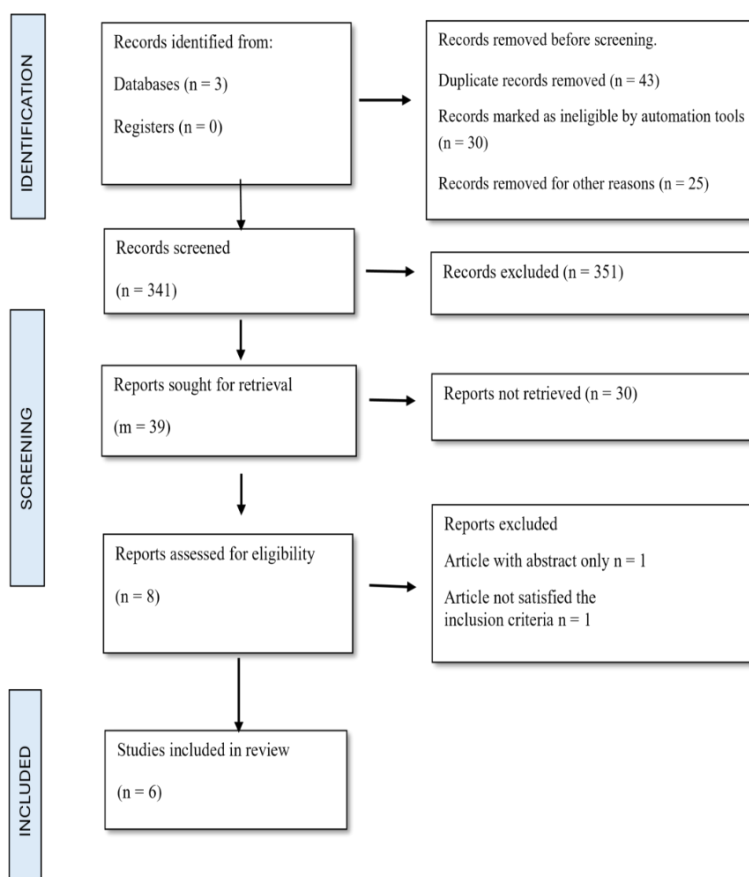 IDENTIFICATION
Records identified from:
Databases (n = 3)
Registers (n = 0)
Records removed before screening.
Duplicate records removed (n = 43)
Records marked as ineligible by automation tools
(n = 30)
Records removed for other reasons (n = 25)
Records screened
(n = 341)
Records excluded (n = 351)
SCREENING
Reports sought for retrieval
(m = 39)
Reports not retrieved (n = 30)
Reports assessed for eligibility
(n = 8)
Reports excluded
Article with abstract only n = 1
Article not satisfied the
inclusion criteria n = 1
INCLUDED
Studies included in review
(n = 6)